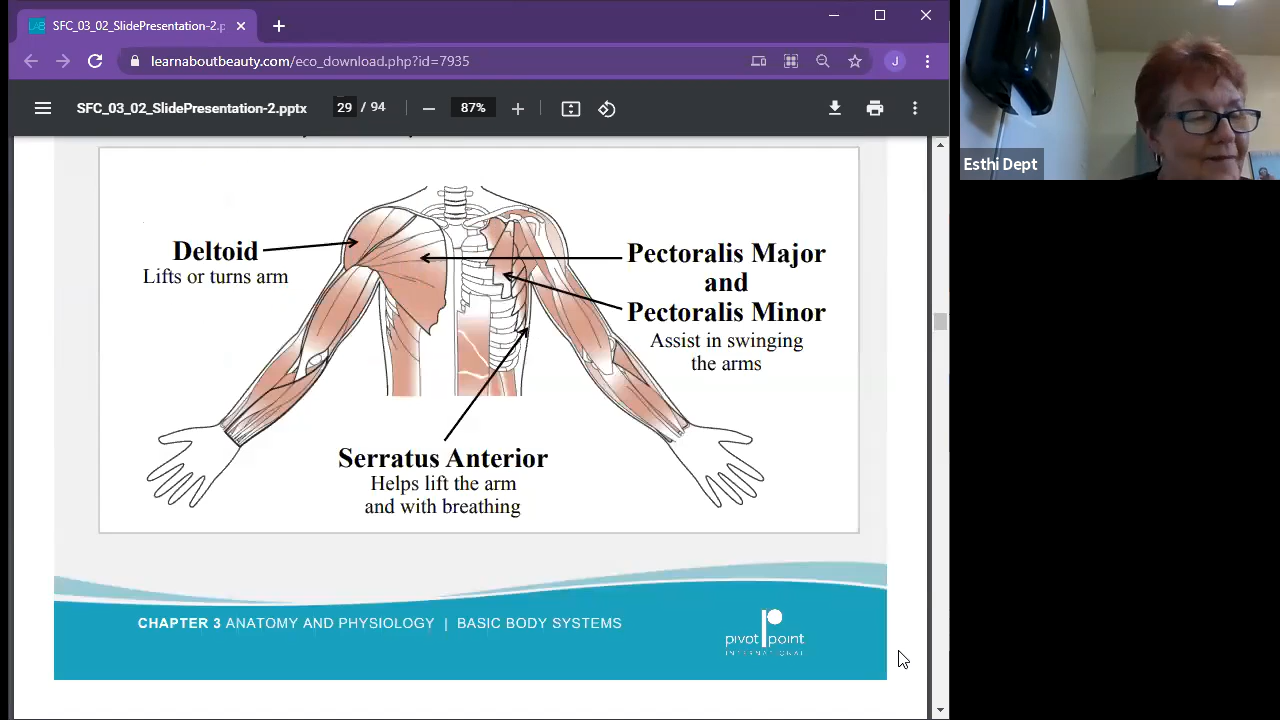 SFC_03_02_SlidePresentation-2.p
learnaboutbeauty.com/eco_download.php?id=7935
J
SFC_03_02_SlidePresentation-2.pptx
29 / 94
87%
Esthi Dept
Deltoid
Lifts or turns arm
Pectoralis Major
and
Pectoralis Minor
Assist in swinging
the arms
Serratus Anterior
Helps lift the arm
and with breathing
CHAPTER 3 ANATOMY AND PHYSIOLOGY | BASIC BODY SYSTEMS
pivot point
INTERNATIONAL